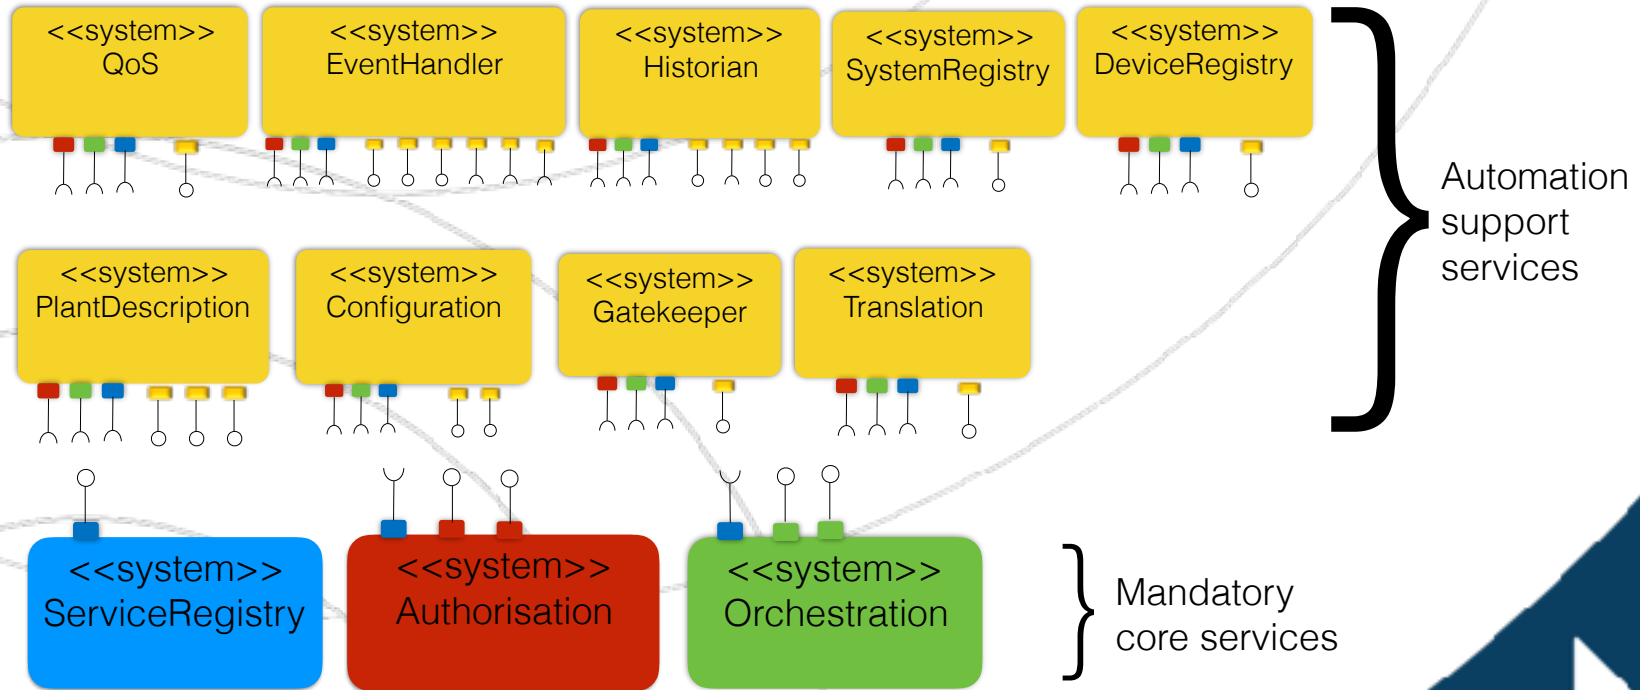 <<system>>
QoS
<<system>>
EventHandler
<<system>>
Historian
<<system>>
SystemRegistry
<<system>>
DeviceRegistry
Automation
support
services
<<system>>
PlantDescription
<<system>>
Configuration
<<system>>
Gatekeeper
<<system>>
Translation
<<system>>
ServiceRegistry
<<system>>
Authorisation
<<system>>
Orchestration
Mandatory
core services